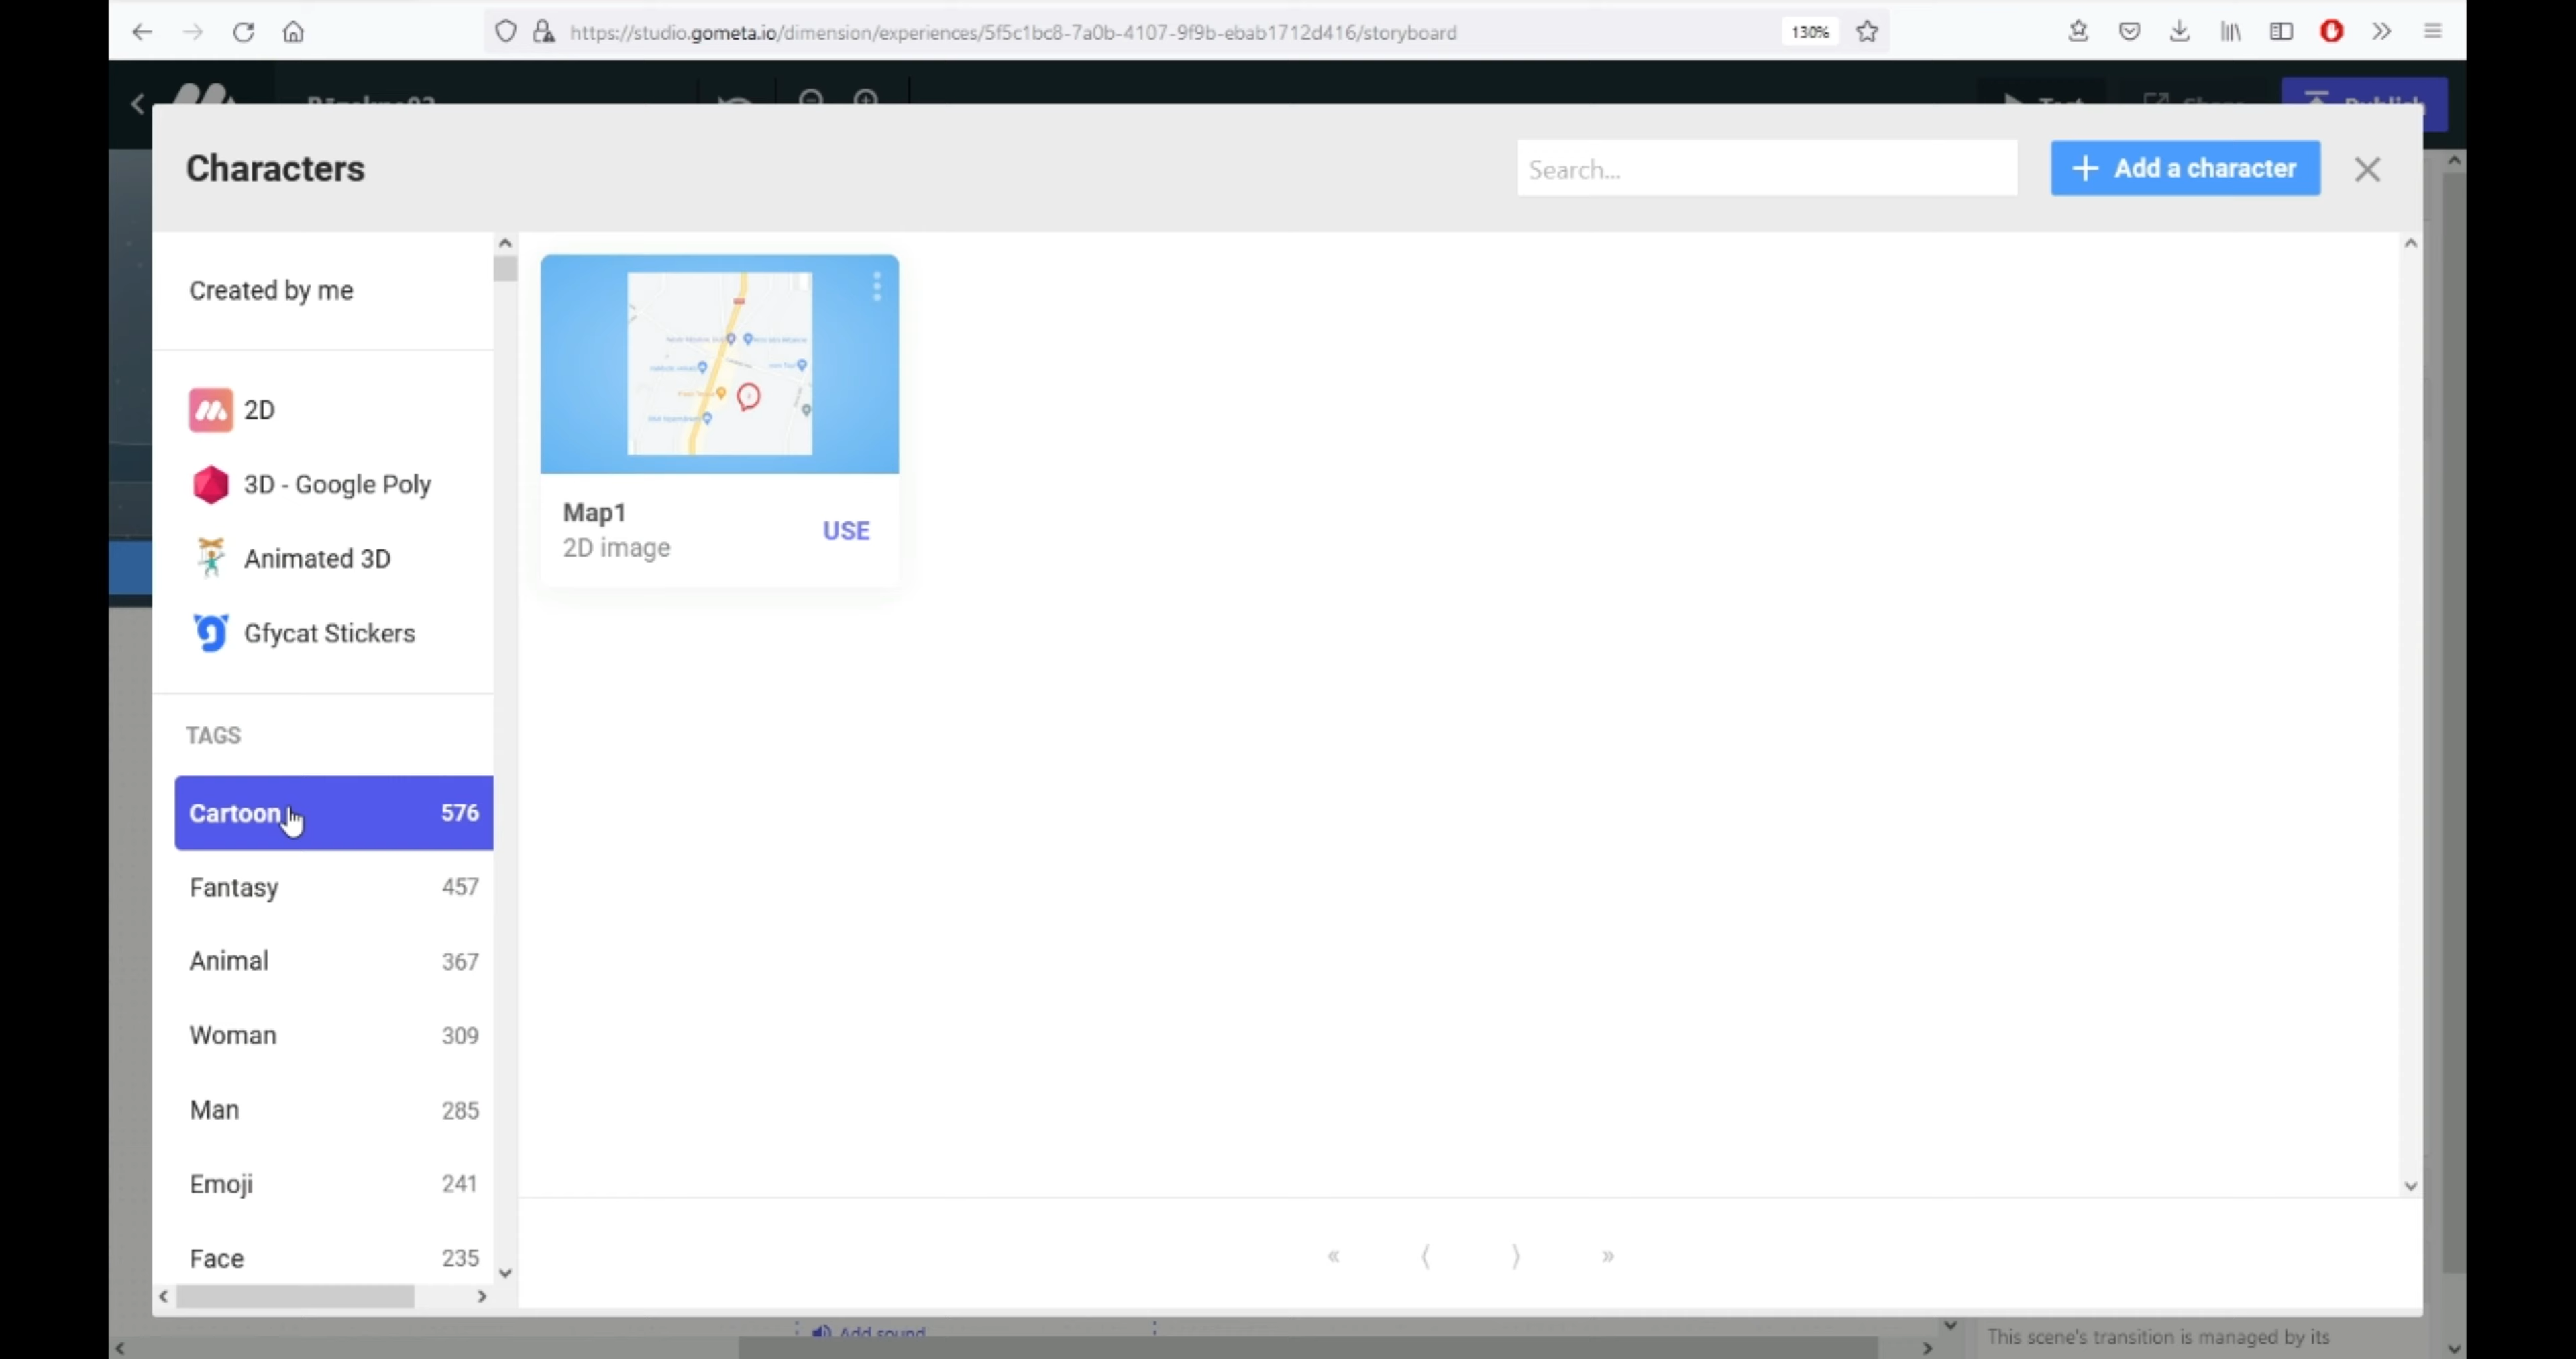 https://studio.gometa.io/dimension/experiences/5f5c1bc8-7a0b-4107-9f9b-ebab1712d416/storyboard
130%
Publish
Characters
Search...
+ Add a character
Created by me
2D
3D - Google Poly
Animated 3D
Gfycat Stickers
Map1
2D image
USE
TAGS
Cartoon 576
Fantasy 457
Animal 367
Woman 309
Man 285
Emoji 241
Face 235
Add sound
This scene's transition is managed by its